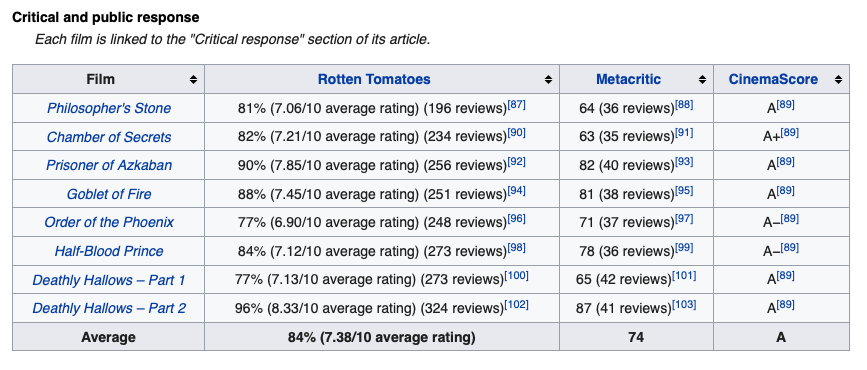 Critical and public response
Each film is linked to the "Critical response" section of its article.
Film Rotten Tomatoes Metacritic CinemaScore
Philosopher's Stone 81% (7.06/10 average rating) (196 reviews)[87] 64 (36 reviews)[88] A[89]
Chamber of Secrets 82% (7.21/10 average rating) (234 reviews)[90] 63 (35 reviews)[91] A+[89]
Prisoner of Azkaban 90% (7.85/10 average rating) (256 reviews)[92] 82 (40 reviews)[93] A[89]
Goblet of Fire 88% (7.45/10 average rating) (251 reviews)[94] 81 (38 reviews)[95] A[89]
Order of the Phoenix 77% (6.90/10 average rating) (248 reviews)[96] 71 (37 reviews)[97] A−[89]
Half-Blood Prince 84% (7.12/10 average rating) (273 reviews)[98] 78 (36 reviews)[99] A−[89]
Deathly Hallows – Part 1 77% (7.13/10 average rating) (273 reviews)[100] 65 (42 reviews)[101] A[89]
Deathly Hallows – Part 2 96% (8.33/10 average rating) (324 reviews)[102] 87 (41 reviews)[103] A[89]
Average 84% (7.38/10 average rating) 74 A